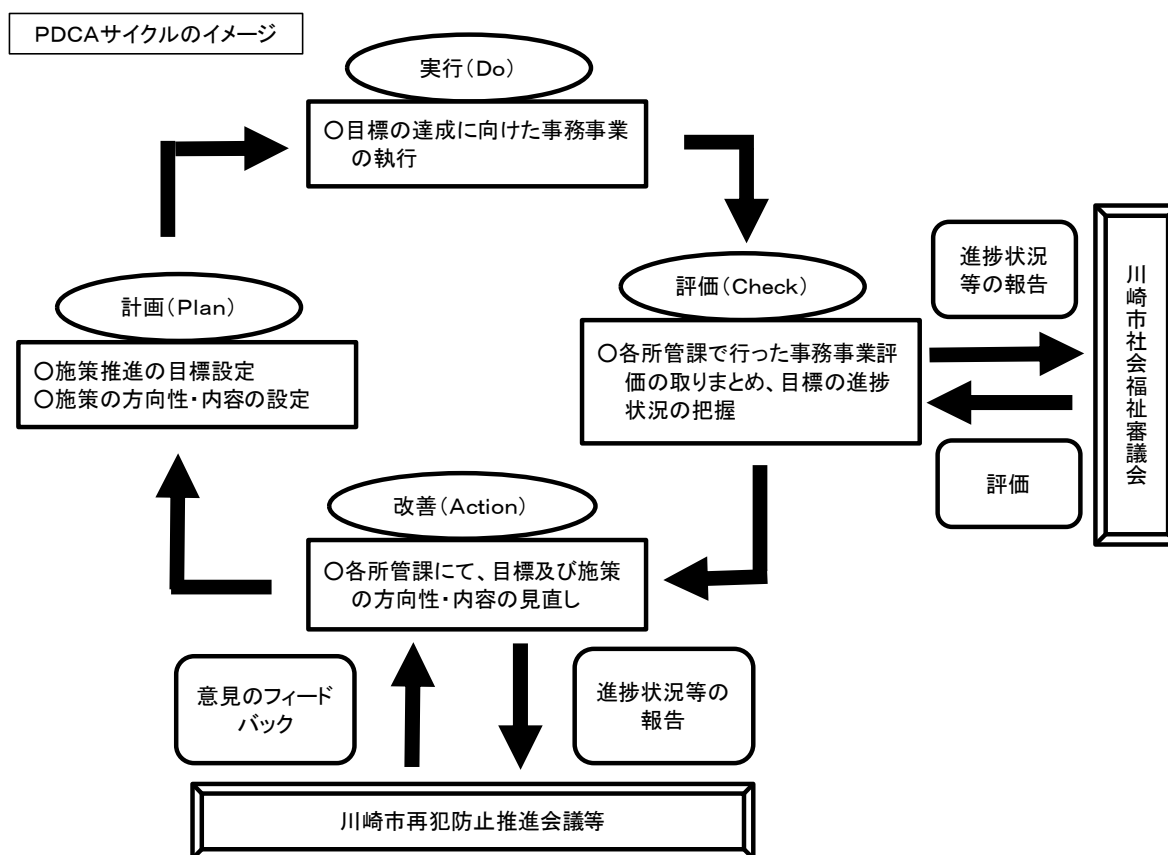 PDCAサイクルのイメージ
実行(Do)
〇目標の達成に向けた事務事業
の執行
計画(Plan)
〇施策推進の目標設定
〇施策の方向性・内容の設定
評価(Check)
〇各所管課で行った事務事業評
価の取りまとめ、目標の進捗
状況の把握
進捗状況
等の報告
評価
川崎市社会福祉審議会
改善(Action)
〇各所管課にて、目標及び施策
の方向性・内容の見直し
意見のフィード
バック
進捗状況等の
報告
川崎市再犯防止推進会議等